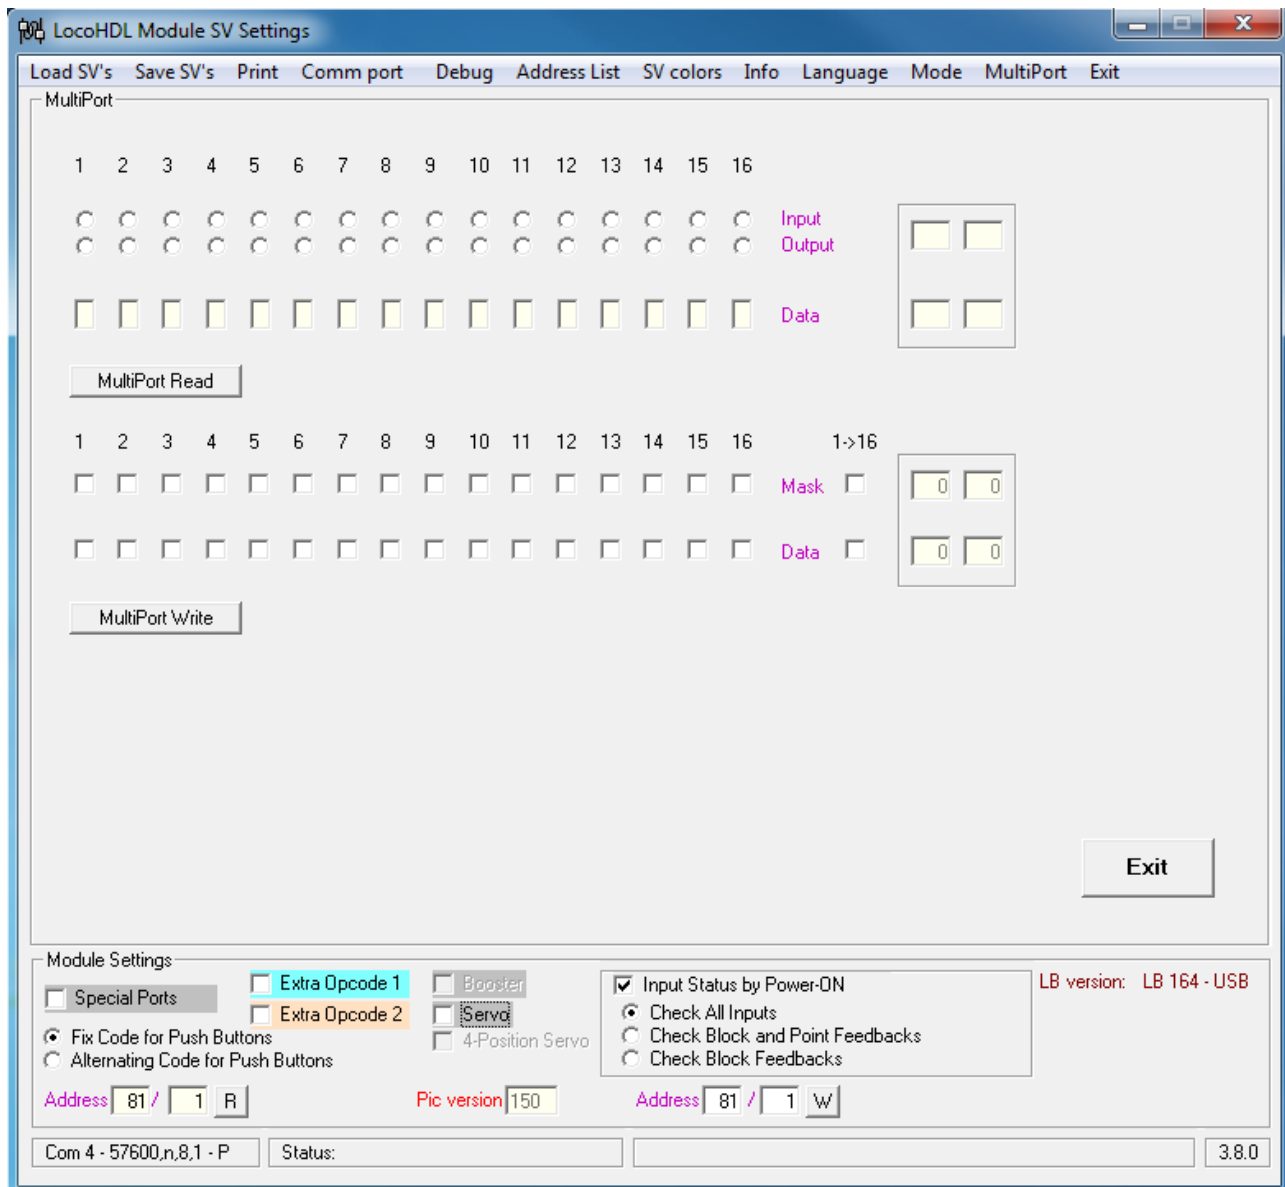 LocoHDL Module SV Settings
Load SV's Save SV's Print Comm port Debug Address List SV colors Info Language Mode MultiPort Exit
MultiPort
1 2 3 4 5 6 7 8 9 10 11 12 13 14 15 16
Input
Output
Data
MultiPort Read
1 2 3 4 5 6 7 8 9 10 11 12 13 14 15 16 1->16
Mask 0 0
Data 0 0
MultiPort Write
Exit
Module Settings
Special Ports
Fix Code for Push Buttons
Alternating Code for Push Buttons
Extra Opcode 1
Extra Opcode 2
Booster
Servo
4-Position Servo
Input Status by Power-ON
Check All Inputs
Check Block and Point Feedbacks
Check Block Feedbacks
LB version: LB 164 - USB
Address 81 / 1 R Pic version 150 Address 81 / 1 W
Com 4 - 57600,n,8,1 - P Status: 3.8.0